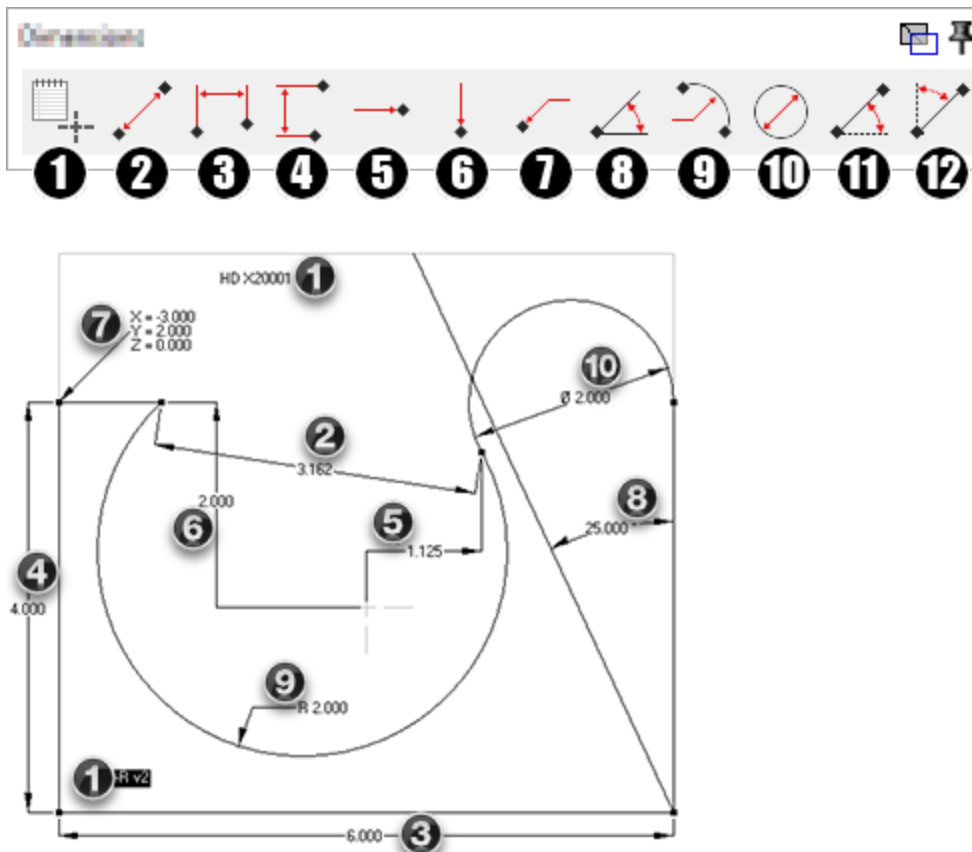 Dimensions
1 2 3 4 5 6 7 8 9 10 11 12
HD X20001 1
7 X = -3.000
Y = 2.000
Z = 0.000
10
Ø 2.000
2
3.162
2.000
8
25.000°
6
5
1.125
4
4.000
9
R 2.000
1 -R v2
6.000 3